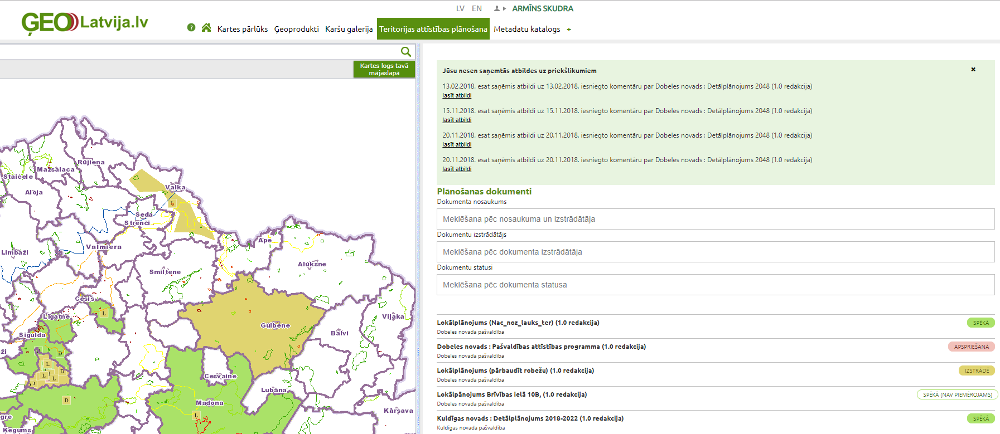 LV EN ARMĪNS SKUDRA
ĢEO Latvija.lv
? Kartes pārlūks Ģeoprodukti Karšu galerija Teritorijas attīstības plānošana Metadatu katalogs +
Kartes logs tavā
mājaslapā
Rūjiena
Mazsalaca
Staicele
Aloja
Valka
Seda
Strenči
Valmiera
Limbaži
Ape
Alūksne
Smiltene
Cēsis
L
Līgatne
Sigulda
D
L
D
L
L
D
Gulbene
Viļaka
Balvi
Cesvaine
Lubāna
D
Madona
L
Kārsava
Ķegums
Jūsu nesen saņemtās atbildes uz priekšlikumiem
13.02.2018. esat saņēmis atbildi uz 13.02.2018. iesniegto komentāru par Dobeles novads : Detālplānojums 2048 (1.0 redakcija)
lasīt atbildi
15.11.2018. esat saņēmis atbildi uz 15.11.2018. iesniegto komentāru par Dobeles novads : Detālplānojums 2048 (1.0 redakcija)
lasīt atbildi
20.11.2018. esat saņēmis atbildi uz 20.11.2018. iesniegto komentāru par Dobeles novads : Detālplānojums 2048 (1.0 redakcija)
lasīt atbildi
20.11.2018. esat saņēmis atbildi uz 20.11.2018. iesniegto komentāru par Dobeles novads : Detālplānojums 2048 (1.0 redakcija)
lasīt atbildi
Plānošanas dokumenti
Dokumenta nosaukums
Meklēšana pēc nosaukuma un izstrādātāja
Dokumentu izstrādātājs
Meklēšana pēc dokumenta izstrādātāja
Dokumentu statusi
Meklēšana pēc dokumenta statusa
Lokālplānojums (Nac_noz_lauks_ter) (1.0 redakcija) SPĒKĀ
Dobeles novada pašvaldība
Dobeles novads : Pašvaldības attīstības programma (1.0 redakcija) APSPRIEŠANĀ
Dobeles novada pašvaldība
Lokālplānojums (pārbaudīt robežu) (1.0 redakcija) IZSTRĀDĒ
Dobeles novada pašvaldība
Lokālpānojums Brīvības ielā 10B, (1.0 redakcija) SPĒKĀ (NAV PIEMĒROJAMS)
Dobeles novada pašvaldība
Kuldīgas novads : Detālplānojums 2018-2022 (1.0 redakcija) SPĒKĀ
Kuldīgas novada pašvaldība